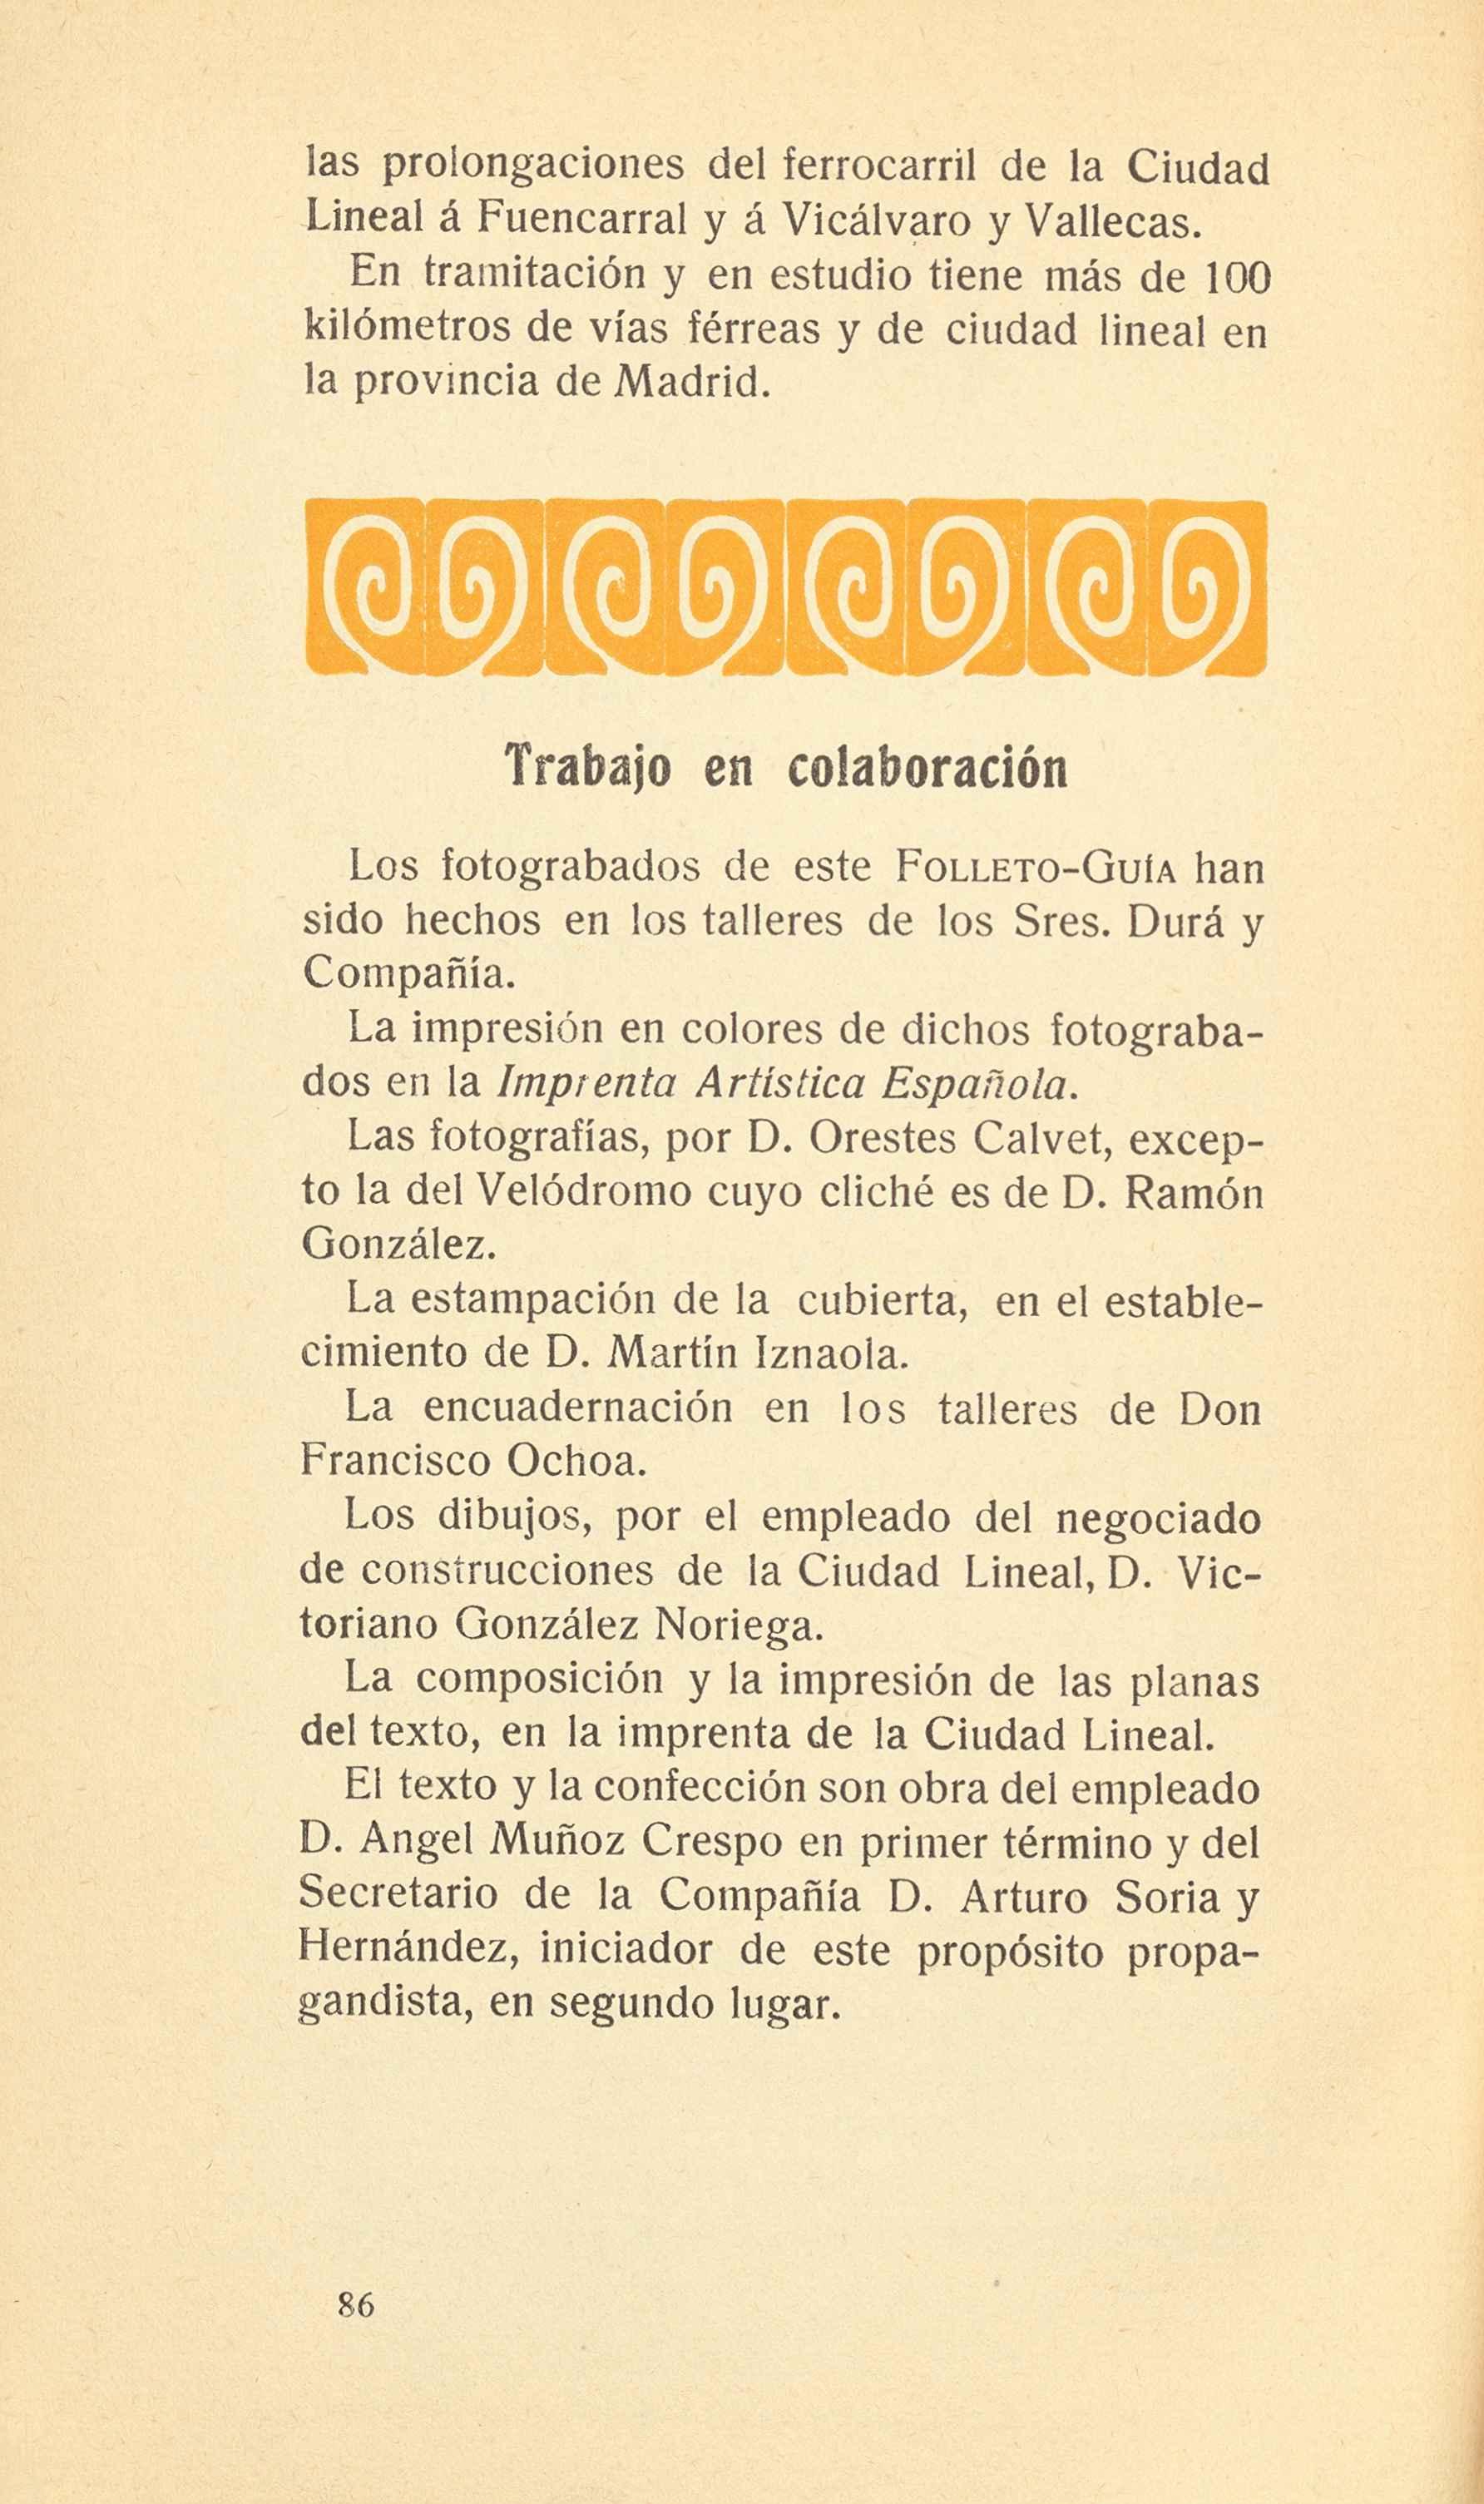 las prolongaciones del ferrocarril de la Ciudad
Lineal á Fuencarral y á Vicálvaro y Vallecas.
En tramitación y en estudio tiene más de 100
kilómetros de vías férreas y de ciudad lineal en
la provincia de Madrid.
Trabajo en colaboración
Los fotograbados de este FOLLETO-GUÍA han
sido hechos en los talleres de los Sres. Durá y
Compañía.
La impresión en colores de dichos fotograba-
dos en la Imprenta Artística Española.
Las fotografías, por D. Orestes Calvet, excep-
to la del Velódromo cuyo cliché es de D. Ramón
González.
La estampación de la cubierta, en el estable-
cimiento de D. Martín Iznaola.
La encuadernación en los talleres de Don
Francisco Ochoa.
Los dibujos, por el empleado del negociado
de construcciones de la Ciudad Lineal, D. Vic-
toriano González Noriega.
La composición y la impresión de las planas
del texto, en la imprenta de la Ciudad Lineal.
El texto y la confección son obra del empleado
D. Angel Muñoz Crespo en primer término y del
Secretario de la Compañía D. Arturo Soria y
Hernández, iniciador de este propósito propa-
gandista, en segundo lugar.
86